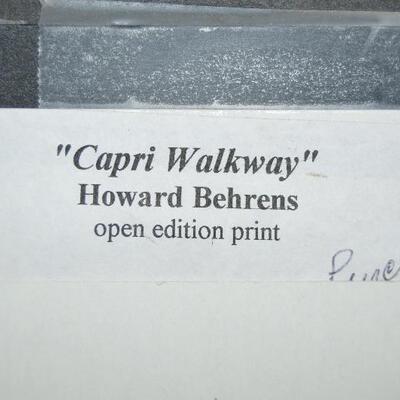 "Capri Walkway"
Howard Behrens
open edition print